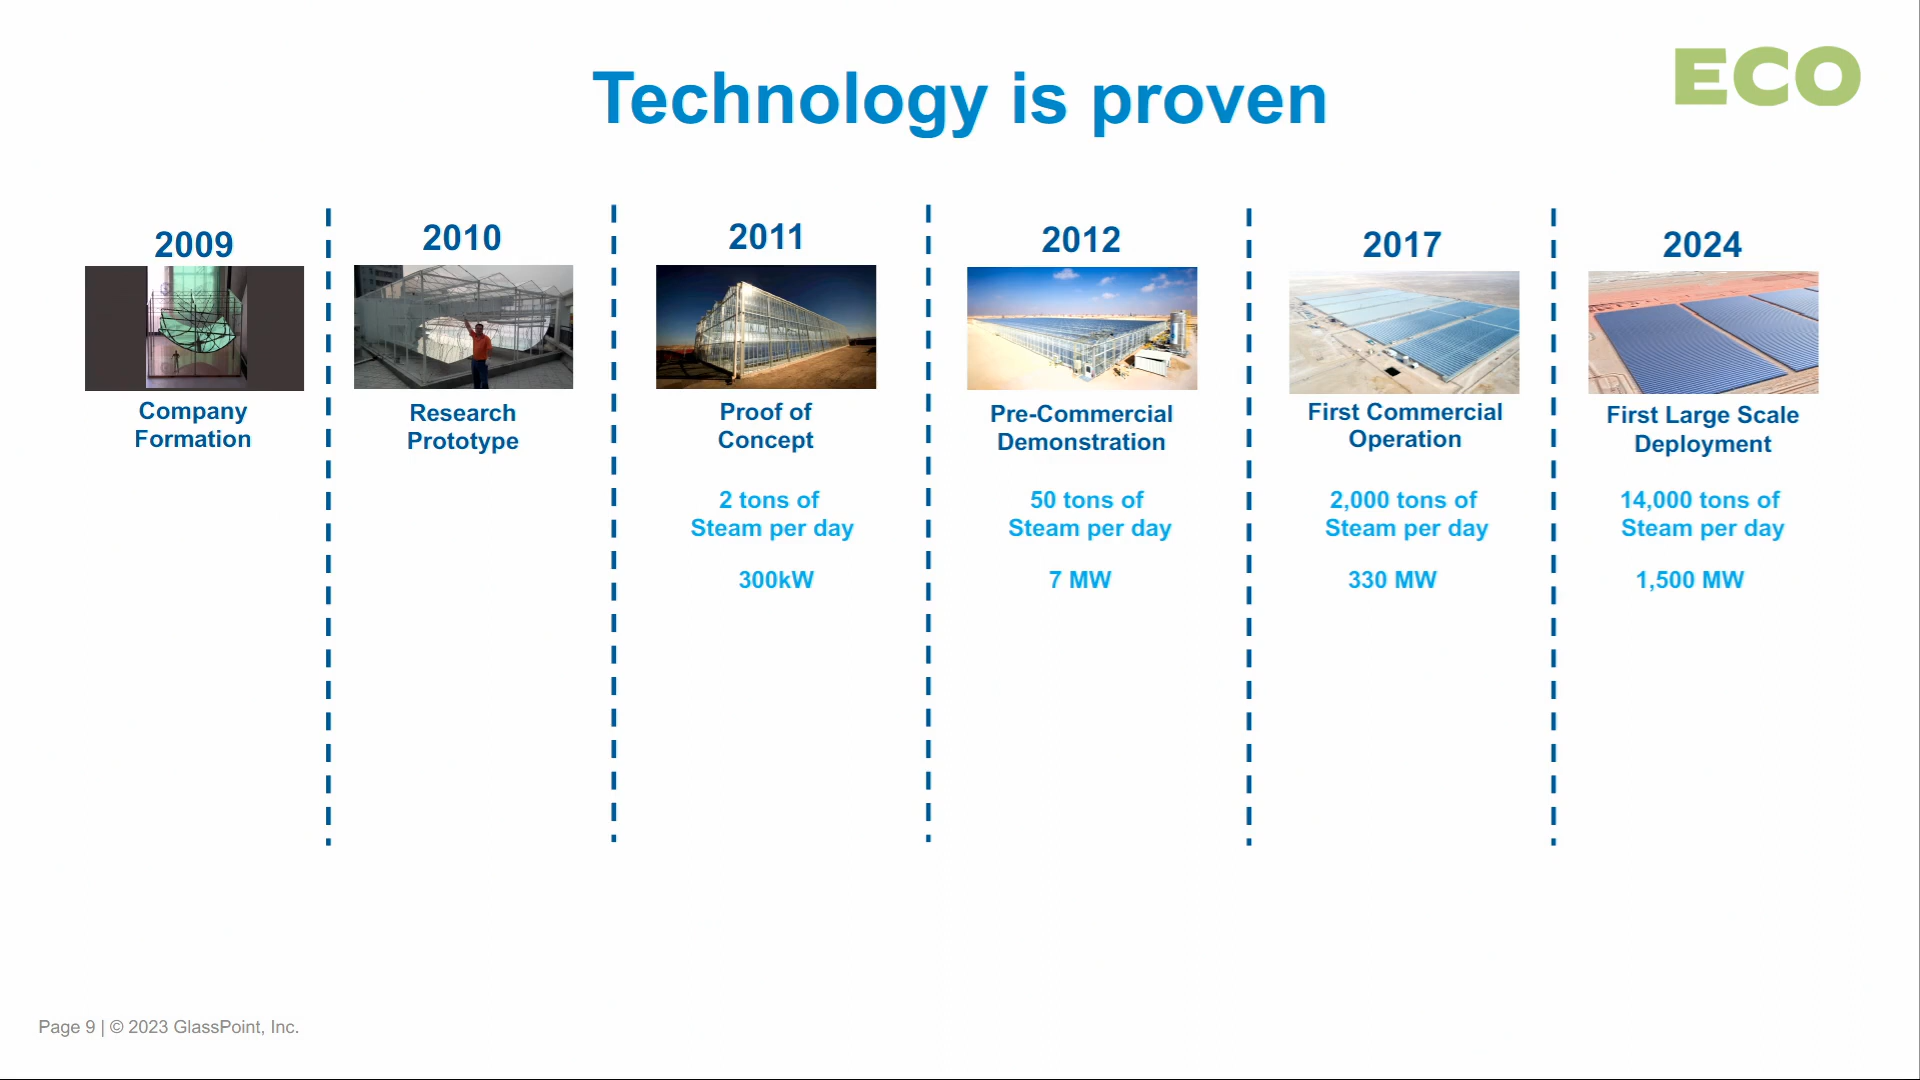 ECO
Technology is proven
2009
Company
Formation
2010
Research
Prototype
2011
Proof of
Concept
2 tons of
Steam per day
300kW
2012
Pre-Commercial
Demonstration
50 tons of
Steam per day
7 MW
2017
First Commercial
Operation
2,000 tons of
Steam per day
330 MW
2024
First Large Scale
Deployment
14,000 tons of
Steam per day
1,500 MW
Page 9 | © 2023 GlassPoint, Inc.